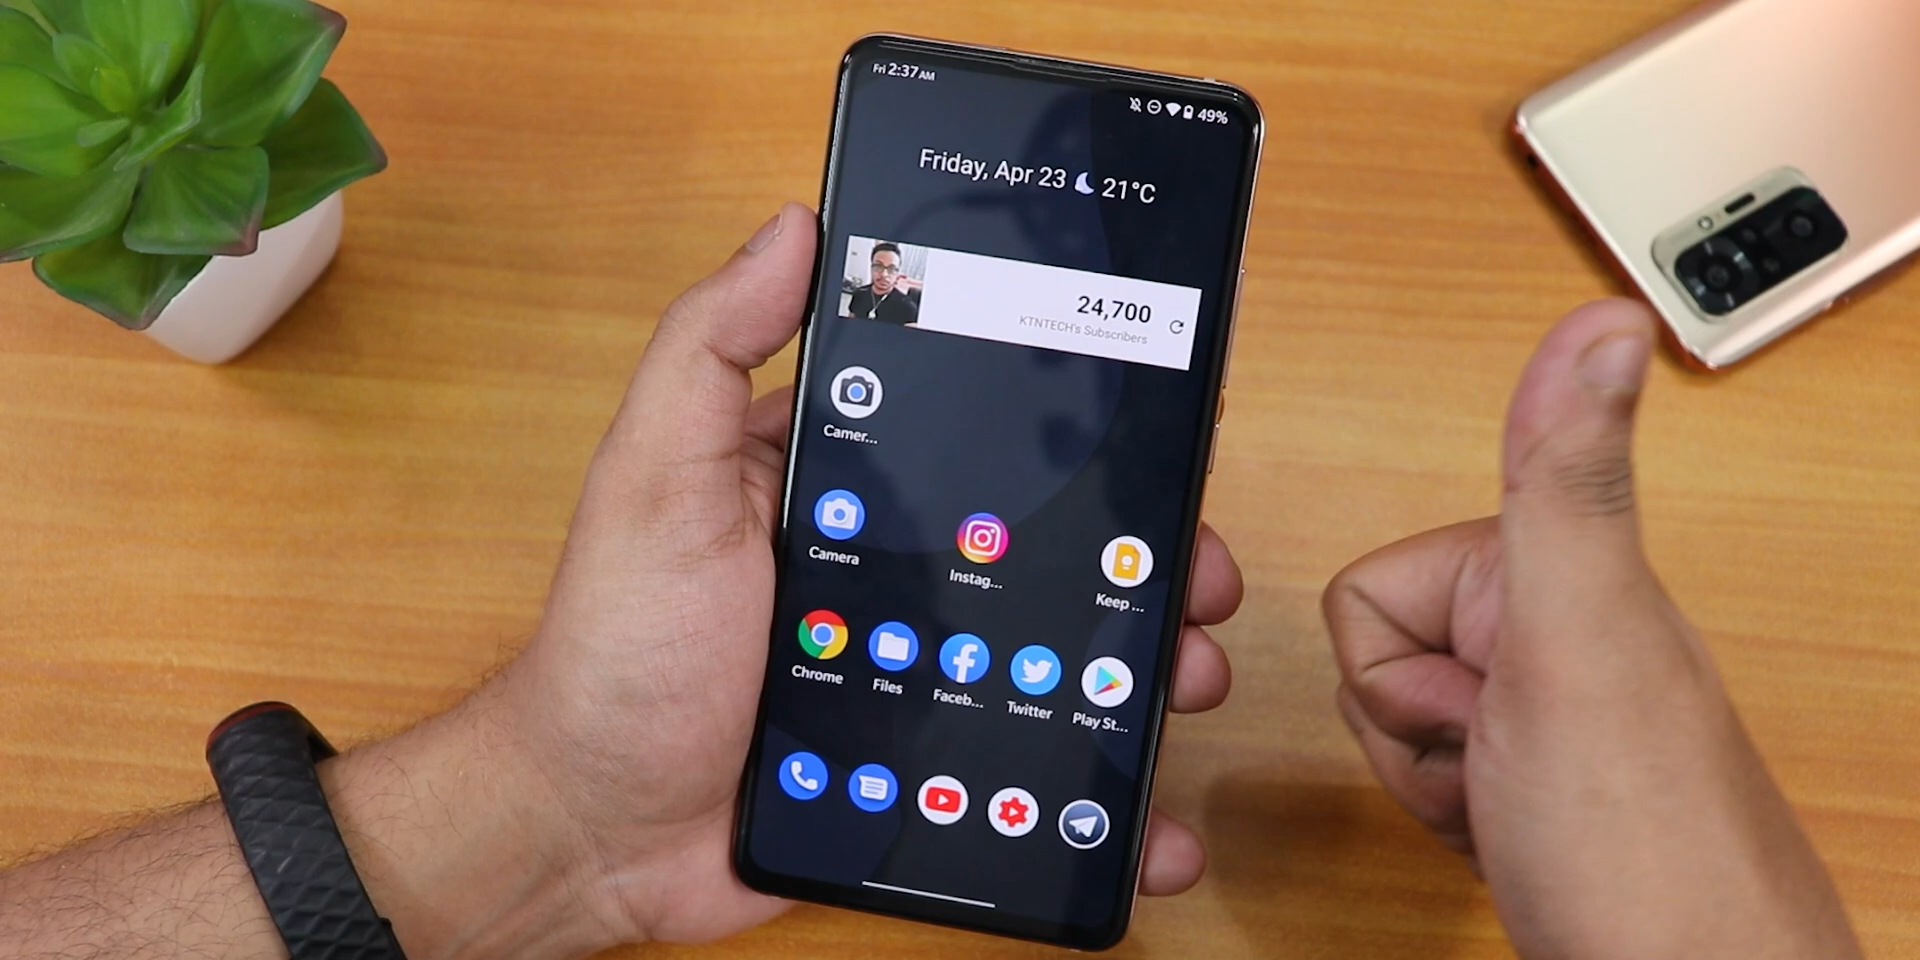 Fri 2:37 AM
49%
Friday, Apr 23 21°C
24,700
KTNTECH's Subscribers
Camer...
Camera
Instag...
Keep ...
Chrome
Files
Faceb...
Twitter
Play St...